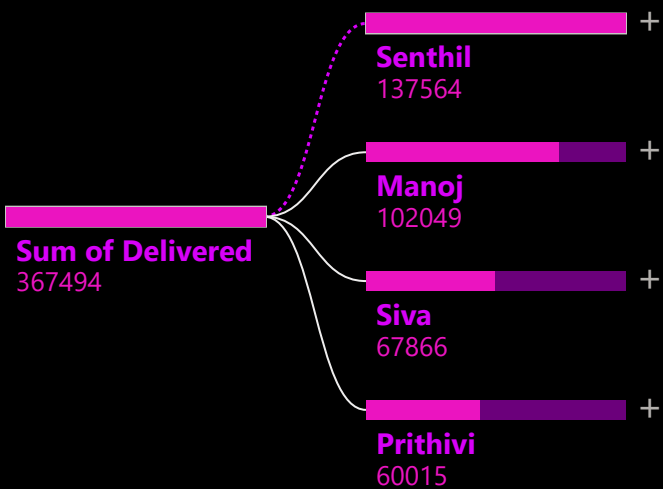 Senthil
137564
Manoj
102049
Sum of Delivered
367494
Siva
67866
Prithivi
60015